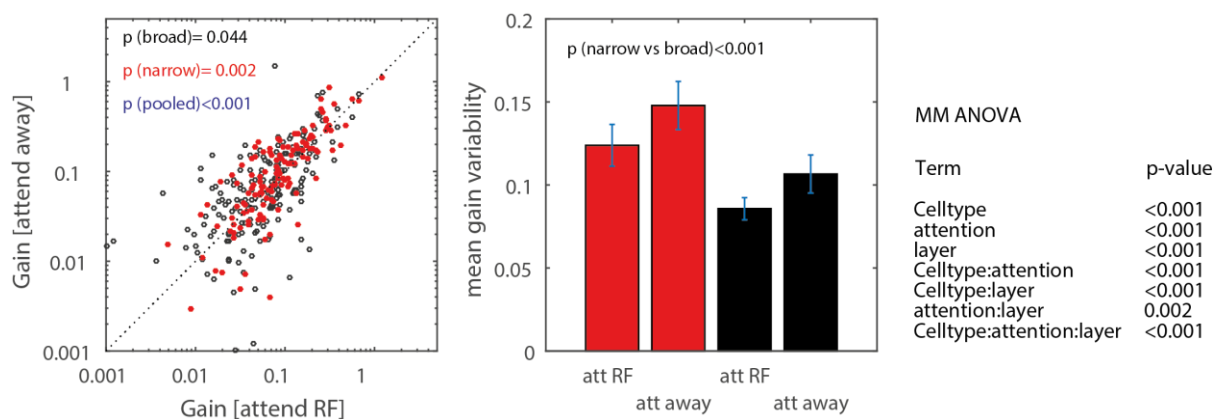 p (broad)= 0.044
p (narrow)= 0.002
p (pooled)<0.001
Gain [attend away]
1
0.1
0.01
0.001
0.001
0.01
0.1
1
Gain [attend RF]
p (narrow vs broad)<0.001
mean gain variability
0.2
0.15
0.1
0.05
0
att RF
att away
att RF
att away
MM ANOVA
Term p-value
Celltype <0.001
attention <0.001
layer <0.001
Celltype:attention <0.001
Celltype:layer <0.001
attention:layer 0.002
Celltype:attention:layer <0.001